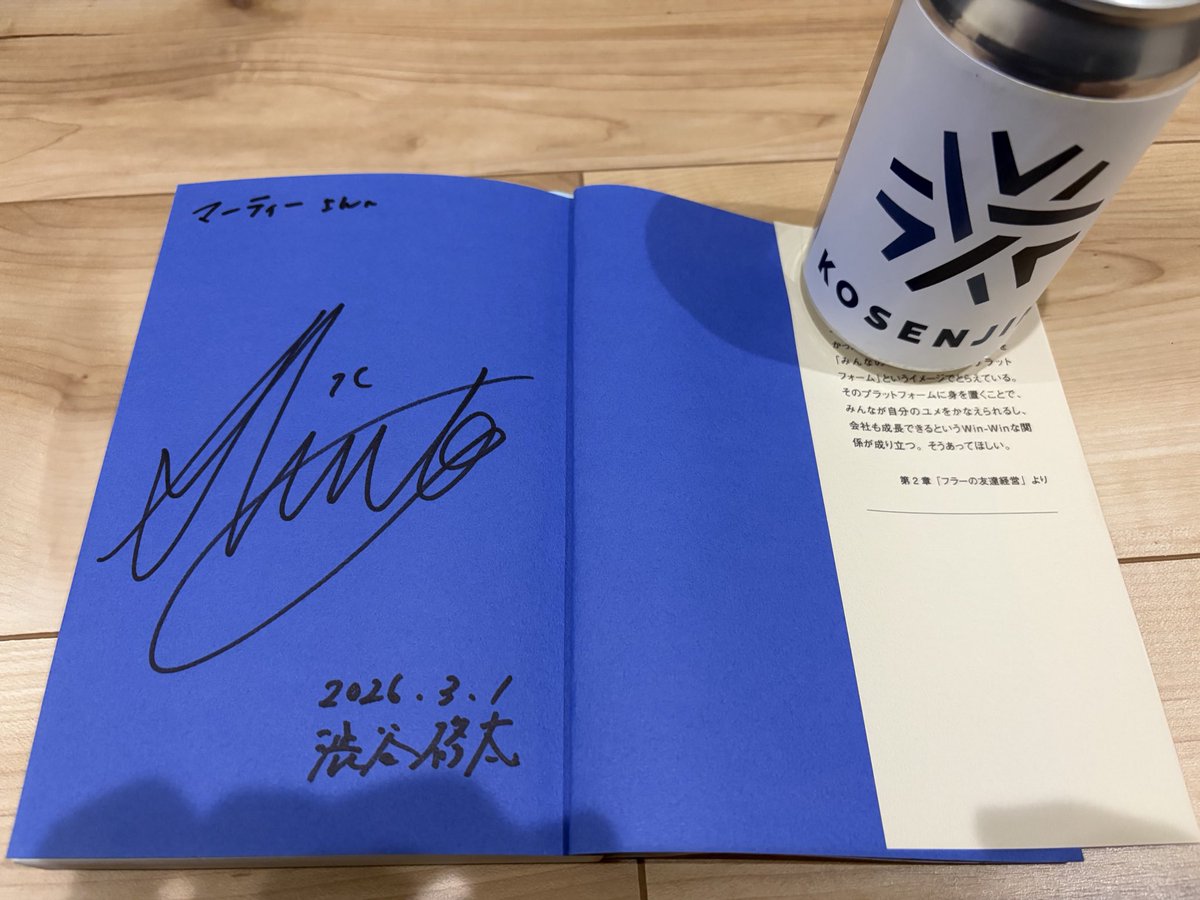 マーティーさんへ
2026.3.1
渋谷修太
KOSENJI
「みんなの
フォーム」というイメージでとらえている。
そのプラットフォームに身を置くことで、
みんなが自分のユメをかなえられるし、
会社も成長できるというWin-Winな関
係が成り立つ。そうあってほしい。
第2章「フラーの友達経営」より